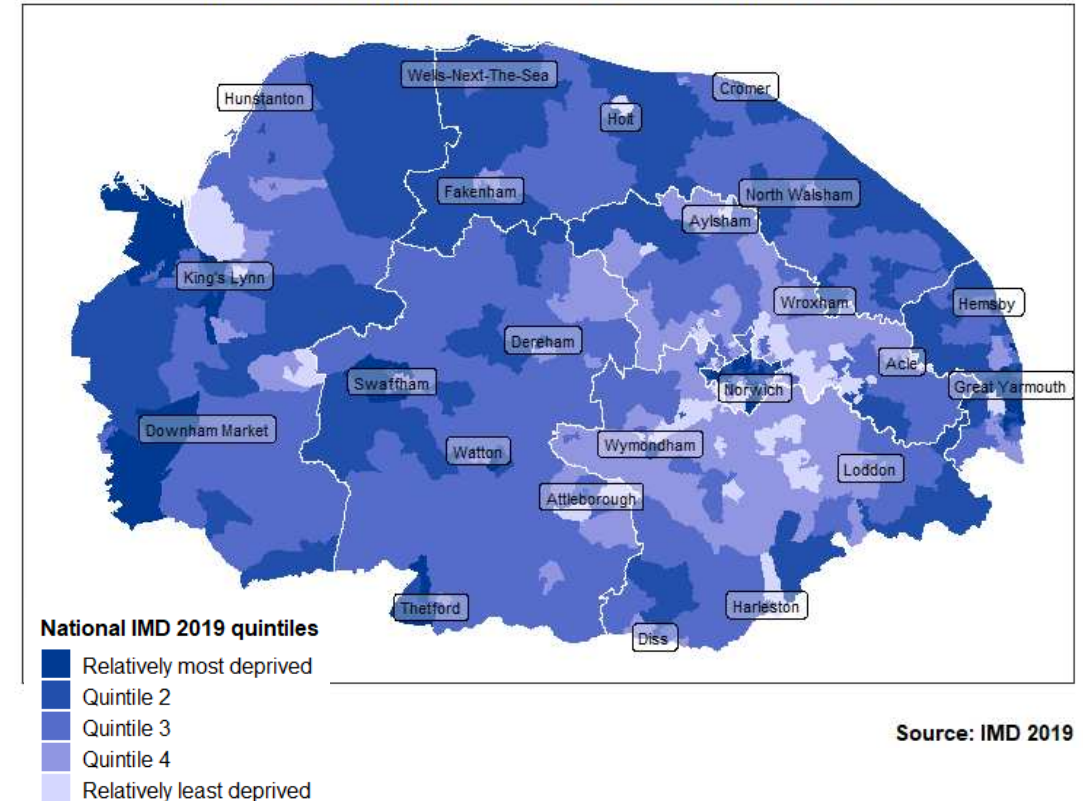 Wells-Next-The-Sea
Hunstanton
Cromer
Holt
Fakenham
North Walsham
Aylsham
King's Lynn
Wroxham
Hemsby
Dereham
Acle
Swaffham
Norwich
Great Yarmouth
Downham Market
Watton
Wymondham
Loddon
Attleborough
Thetford
Harleston
Diss
National IMD 2019 quintiles
Relatively most deprived
Quintile 2
Quintile 3
Quintile 4
Relatively least deprived
Source: IMD 2019